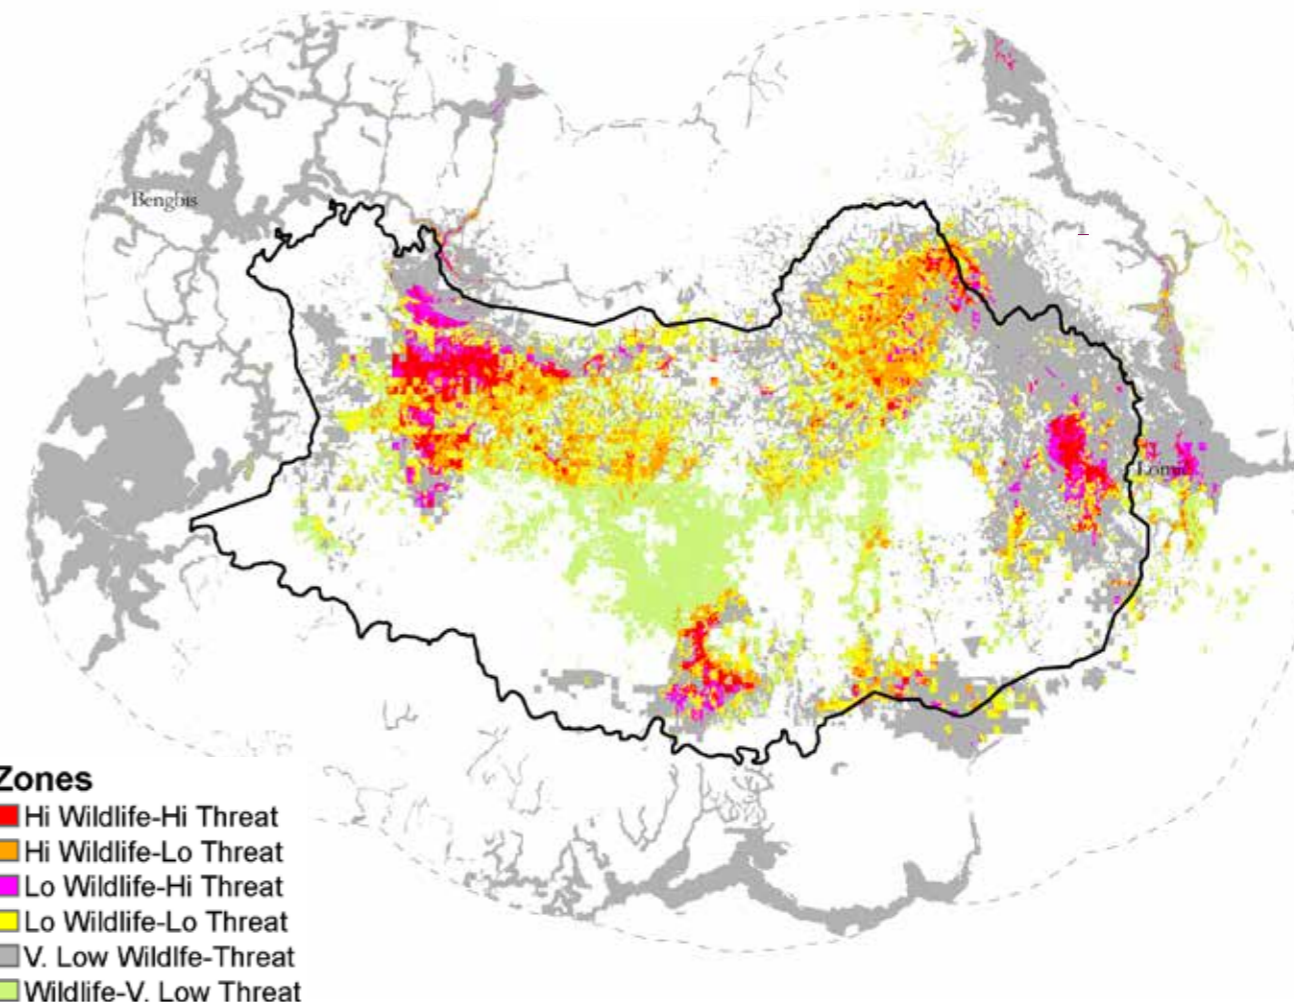 Bengbis
Lomie
Zones
Hi Wildlife-Hi Threat
Hi Wildlife-Lo Threat
Lo Wildlife-Hi Threat
Lo Wildlife-Lo Threat
V. Low Wildlfe-Threat
Wildlife-V. Low Threat